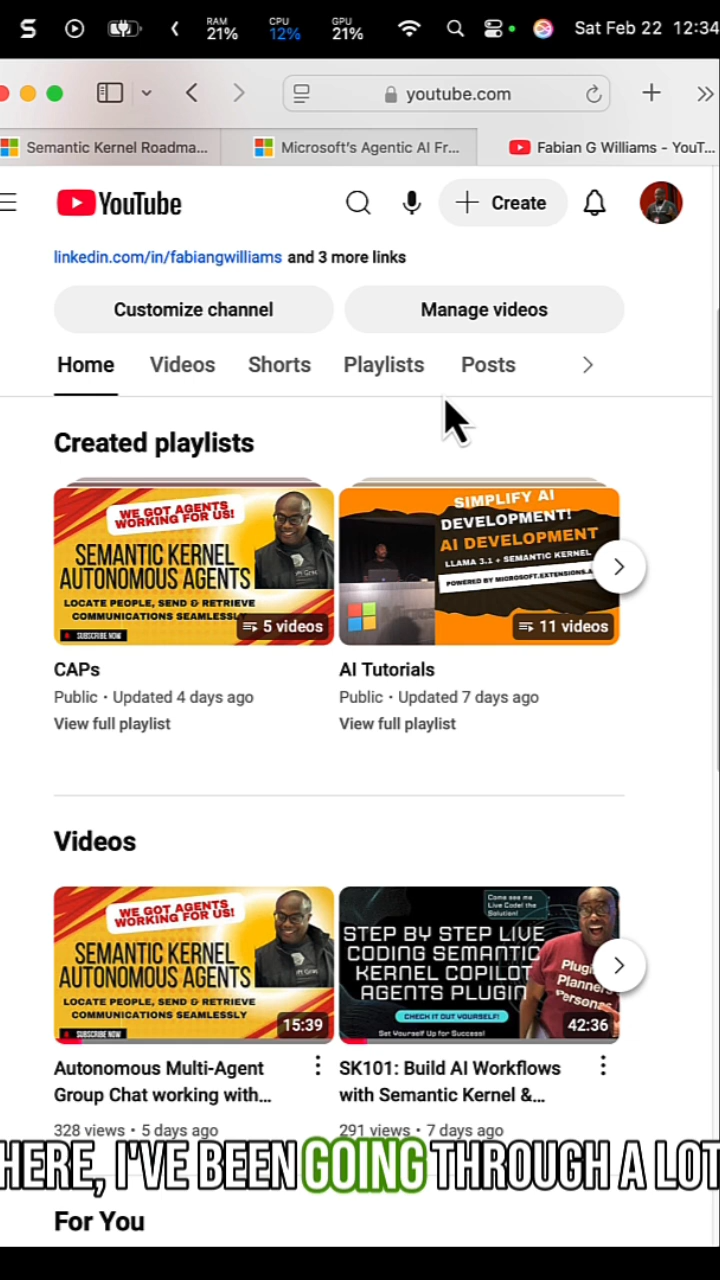 RAM
21%
CPU
12%
GPU
21%
Sat Feb 22 12:34
youtube.com
Semantic Kernel Roadma...
Microsoft's Agentic AI Fr...
Fabian G Williams - YouT...
YouTube
Create
linkedin.com/in/fabiangwilliams and 3 more links
Customize channel
Manage videos
Home
Videos
Shorts
Playlists
Posts
Created playlists
WE GOT AGENTS
WORKING FOR US!
SEMANTIC KERNEL
AUTONOMOUS AGENTS
LOCATE PEOPLE, SEND & RETRIEVE
COMMUNICATIONS SEAMLESSLY
SUBSCRIBE NOW
5 videos
SIMPLIFY AI
DEVELOPMENT!
AI DEVELOPMENT
LLAMA 3.1 + SEMANTIC KERNEL
POWERED BY MICROSOFT.EXTENSIONS.A
11 videos
CAPs
Public • Updated 4 days ago
View full playlist
AI Tutorials
Public • Updated 7 days ago
View full playlist
Videos
WE GOT AGENTS
WORKING FOR US!
SEMANTIC KERNEL
AUTONOMOUS AGENTS
LOCATE PEOPLE, SEND & RETRIEVE
COMMUNICATIONS SEAMLESSLY
SUBSCRIBE NOW
15:39
Come see me
Live Code! the
Solution!
STEP BY STEP LIVE
CODING SEMANTIC
KERNEL COPILOT
AGENTS PLUGIN
CHECK IT OUT YOURSELF!
Set Yourself Up for Success!
Plugin
Planners
Personas
42:36
Autonomous Multi-Agent
Group Chat working with...
328 views • 5 days ago
SK101: Build AI Workflows
with Semantic Kernel &...
291 views • 7 days ago
HERE, I'VE BEEN GOING THROUGH A LOT
For You